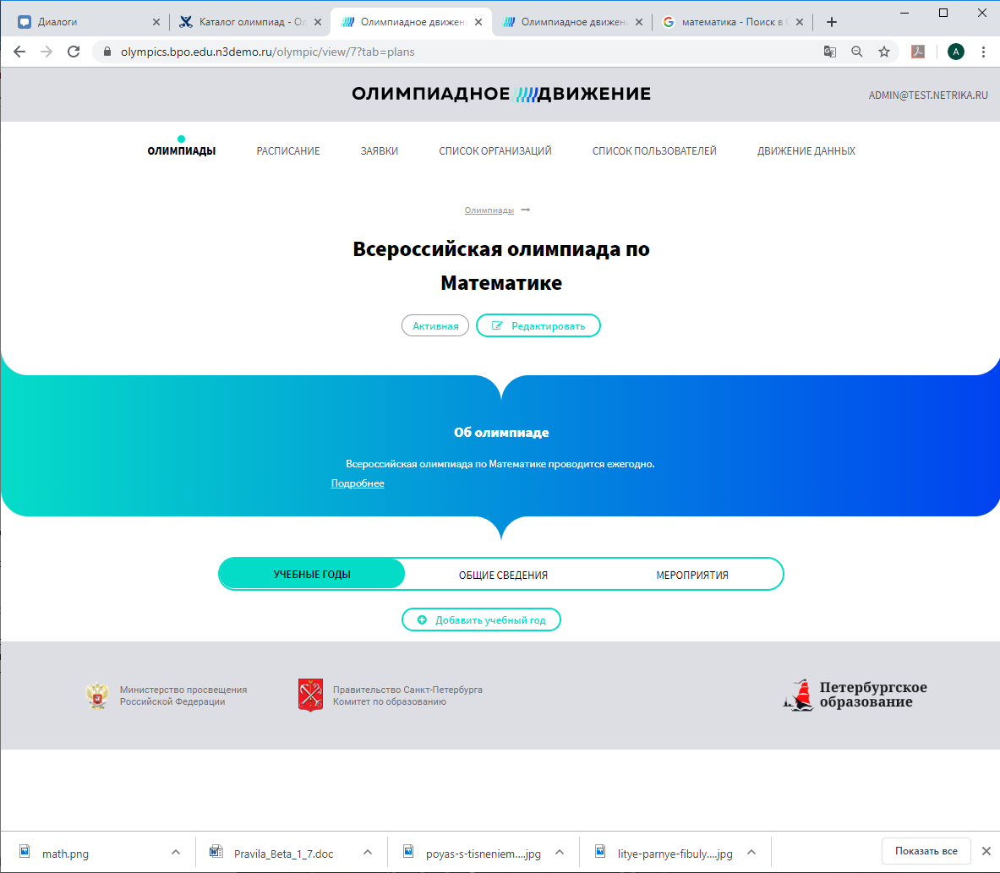 Диалоги
Каталог олимпиад - Ол
Олимпиадное движен
Олимпиадное движен
математика - Поиск в
olympics.bpo.edu.n3demo.ru/olympic/view/7?tab=plans
A
ОЛИМПИАДНОЕ ДВИЖЕНИЕ
ADMIN@TEST.NETRIKA.RU
ОЛИМПИАДЫ
РАСПИСАНИЕ
ЗАЯВКИ
СПИСОК ОРГАНИЗАЦИЙ
СПИСОК ПОЛЬЗОВАТЕЛЕЙ
ДВИЖЕНИЕ ДАННЫХ
Олимпиады
Всероссийская олимпиада по
Математике
Активная
Редактировать
Об олимпиаде
Всероссийская олимпиада по Математике проводится ежегодно.
Подробнее
УЧЕБНЫЕ ГОДЫ
ОБЩИЕ СВЕДЕНИЯ
МЕРОПРИЯТИЯ
Добавить учебный год
Министерство просвещения
Российской Федерации
Правительство Санкт-Петербурга
Комитет по образованию
Петербургское
образование
math.png
Pravila_Beta_1_7.doc
poyas-s-tisneniem....jpg
litye-parnye-fibuly....jpg
Показать все